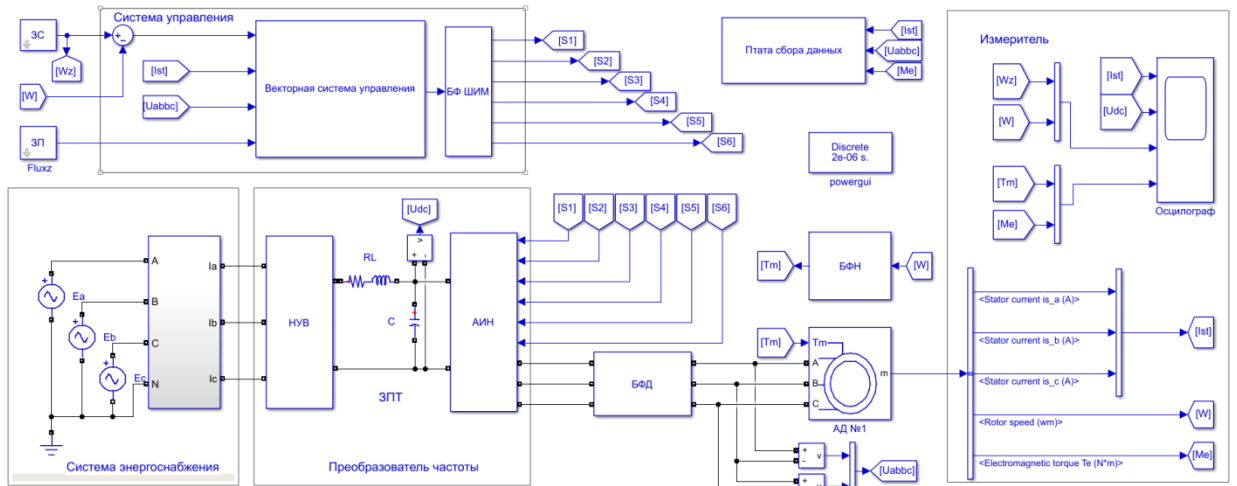 Система управления
ЗС
[Wz]
[W]
[Ist]
[Uabbc]
ЗП
Fluxz
+
−
Векторная система управления
БФ ШИМ
[S1]
[S2]
[S3]
[S4]
[S5]
[S6]
Птата сбора данных
[Ist]
[Uabbc]
[Me]
Discrete
2e-06 s.
powergui
Измеритель
[Wz]
[W]
[Tm]
[Me]
[Ist]
[Udc]
Осцилограф
Ea
Eb
Ec
A
B
C
N
Ia
Ib
Ic
Система энергоснабжения
НУВ
RL
C
[Udc]
v
+ -
ЗПТ
АИН
Преобразователь частоты
[S1] [S2] [S3] [S4] [S5] [S6]
БФД
[Tm]
БФН
[W]
[Tm]
Tm
A
B
C
m
АД №1
+
-
v
+
v
[Uabbc]
<Stator current is_a (A)>
<Stator current is_b (A)>
<Stator current is_c (A)>
<Rotor speed (wm)>
<Electromagnetic torque Te (N*m)>
[Ist]
[W]
[Me]